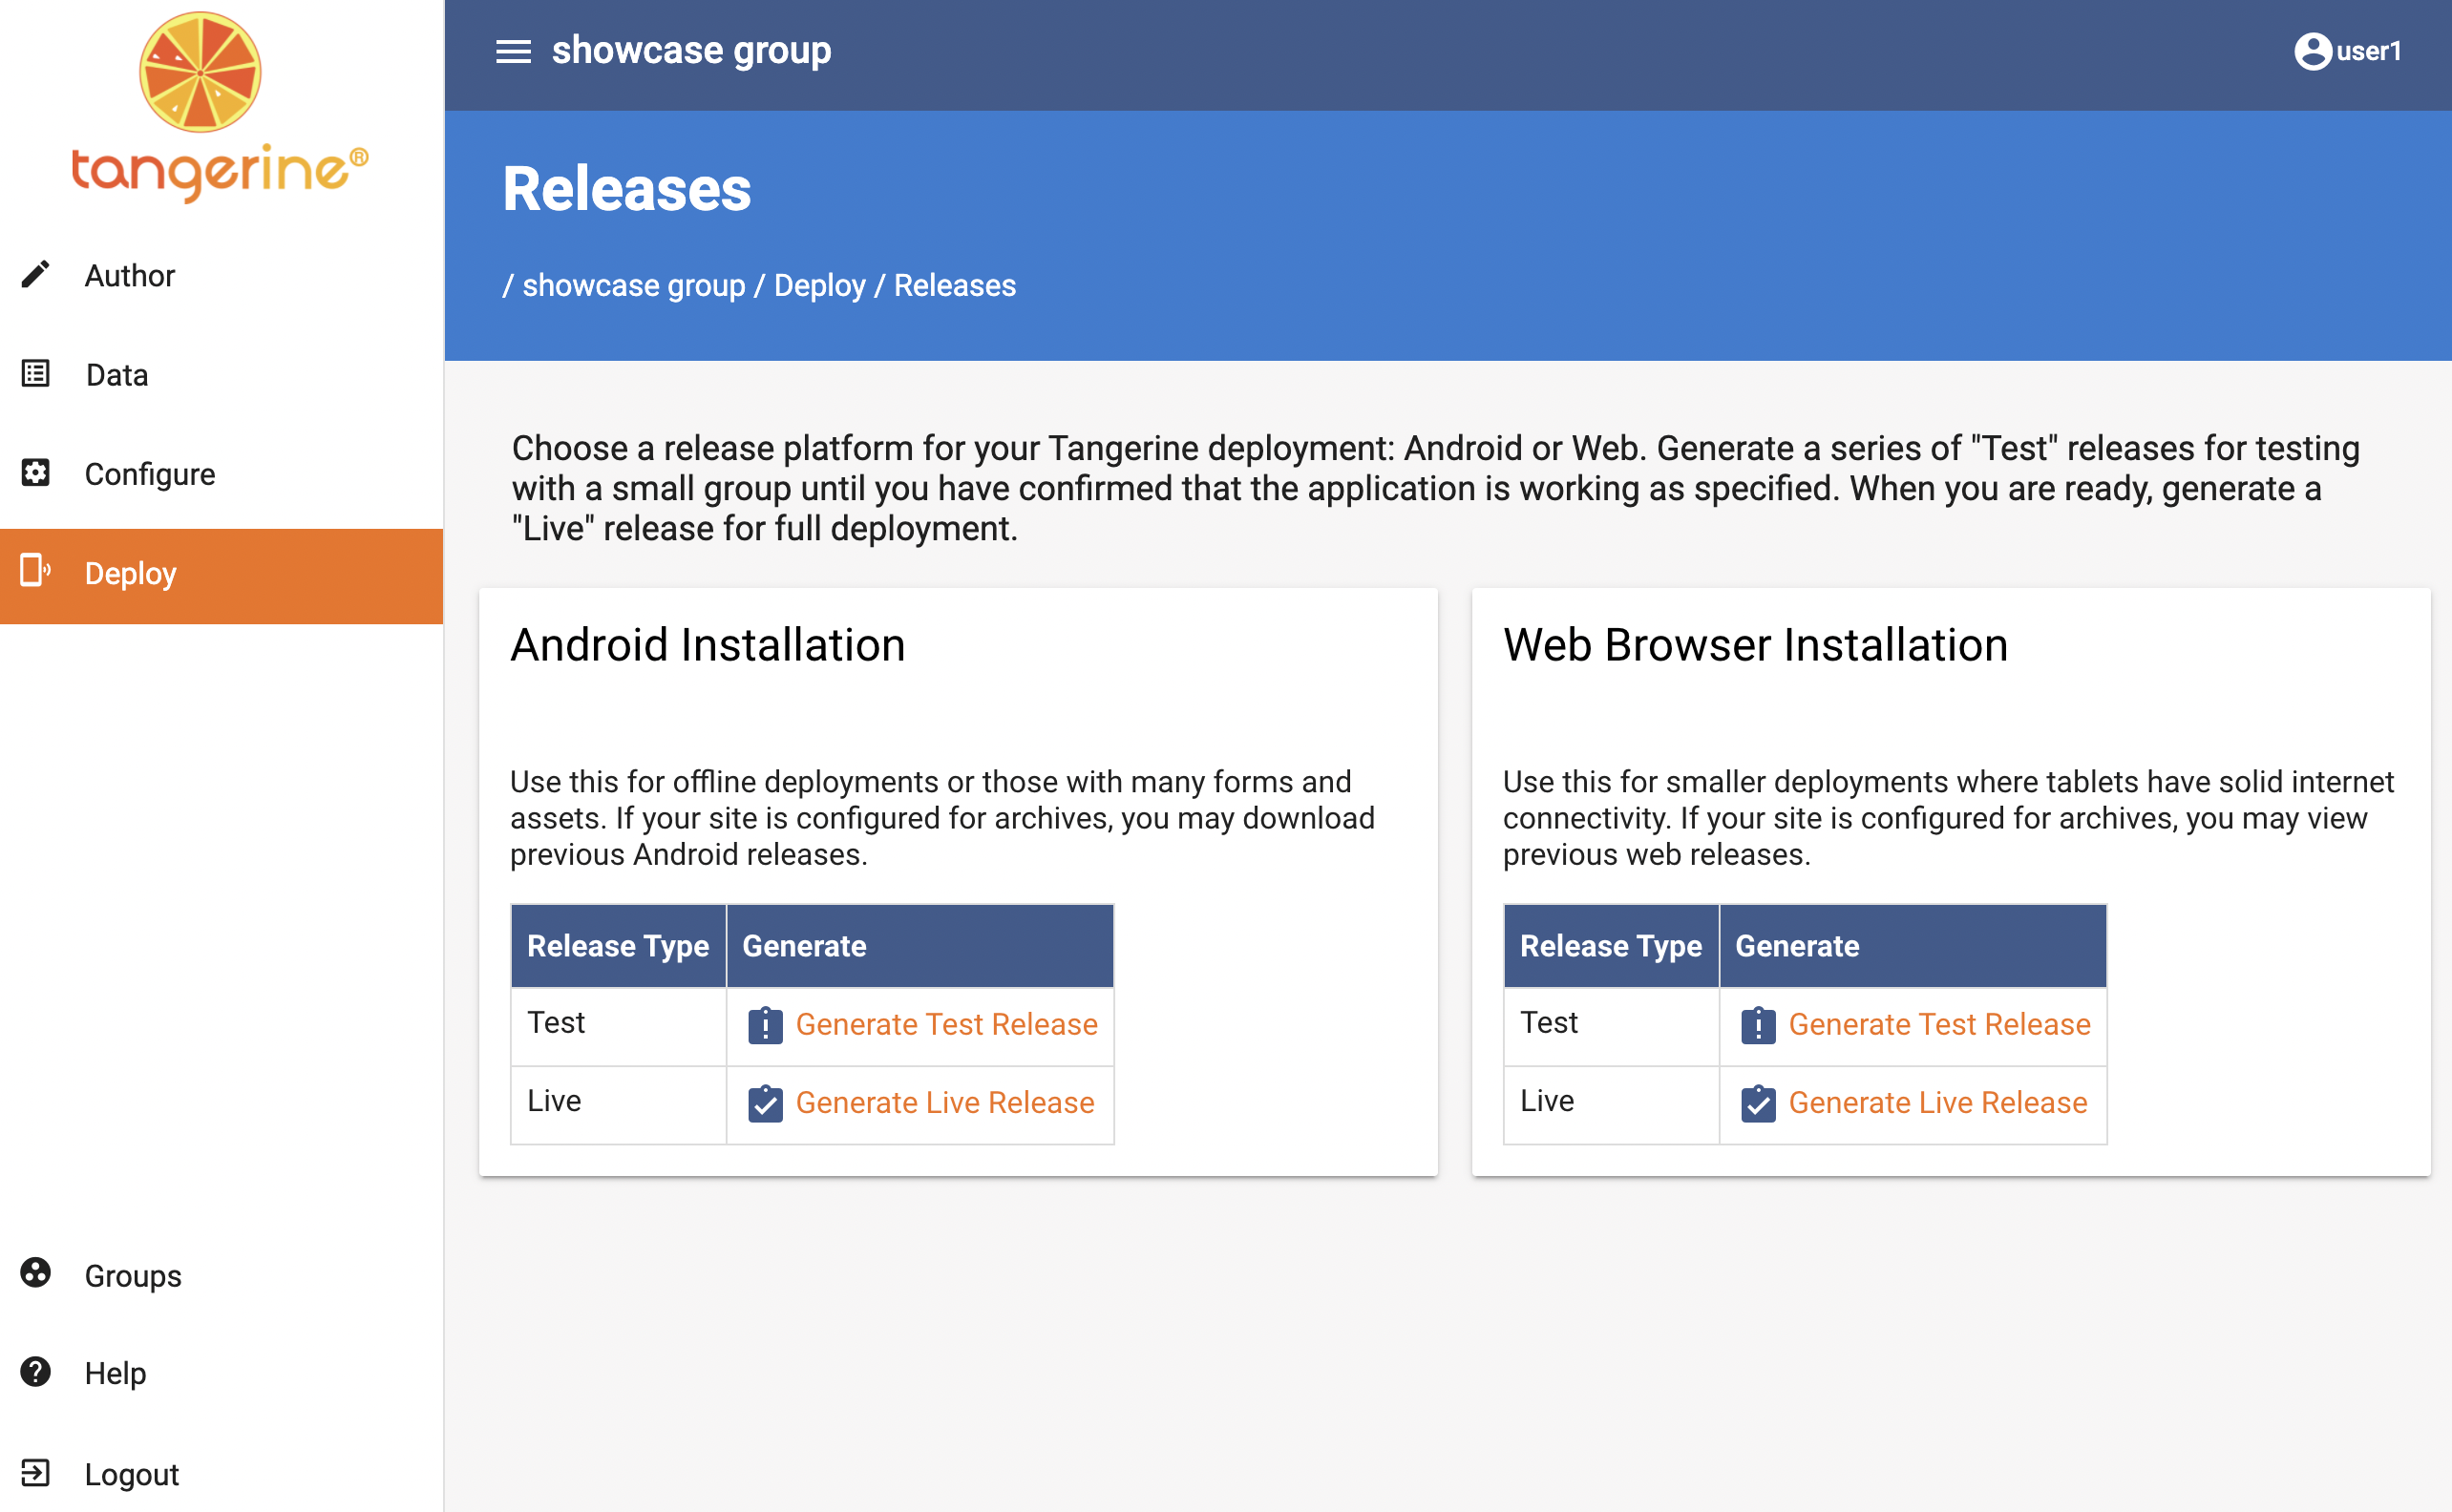 tangerine®
Author
Data
Configure
Deploy
Groups
Help
Logout
showcase group
user1
Releases
/ showcase group / Deploy / Releases
Choose a release platform for your Tangerine deployment: Android or Web. Generate a series of "Test" releases for testing
with a small group until you have confirmed that the application is working as specified. When you are ready, generate a
"Live" release for full deployment.
Android Installation
Use this for offline deployments or those with many forms and
assets. If your site is configured for archives, you may download
previous Android releases.
Release Type Generate
Test Generate Test Release
Live Generate Live Release
Web Browser Installation
Use this for smaller deployments where tablets have solid internet
connectivity. If your site is configured for archives, you may view
previous web releases.
Release Type Generate
Test Generate Test Release
Live Generate Live Release